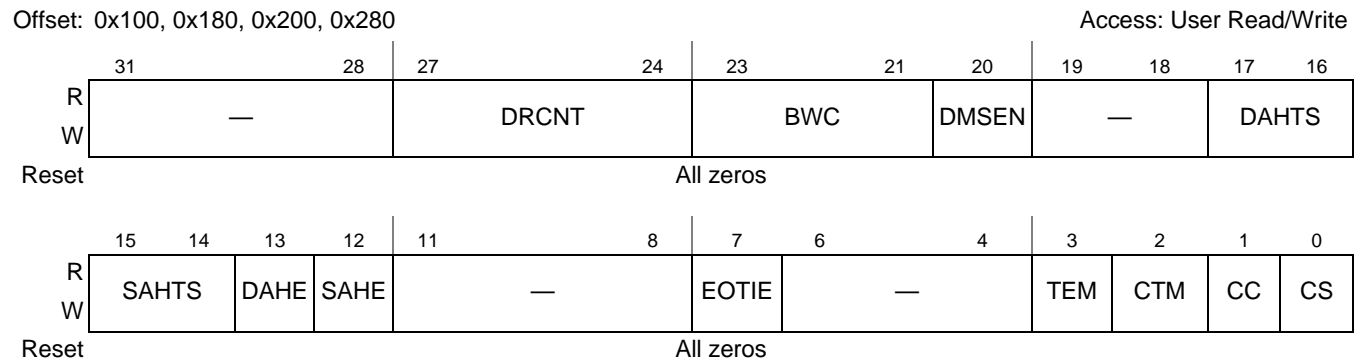 Offset: 0x100, 0x180, 0x200, 0x280 Access: User Read/Write
31 28 27 24 23 21 20 19 18 17 16
R
— DRCNT BWC DMSEN — DAHTS
W
Reset All zeros
15 14 13 12 11 8 7 6 4 3 2 1 0
R
SAHTS DAHE SAHE — EOTIE — TEM CTM CC CS
W
Reset All zeros